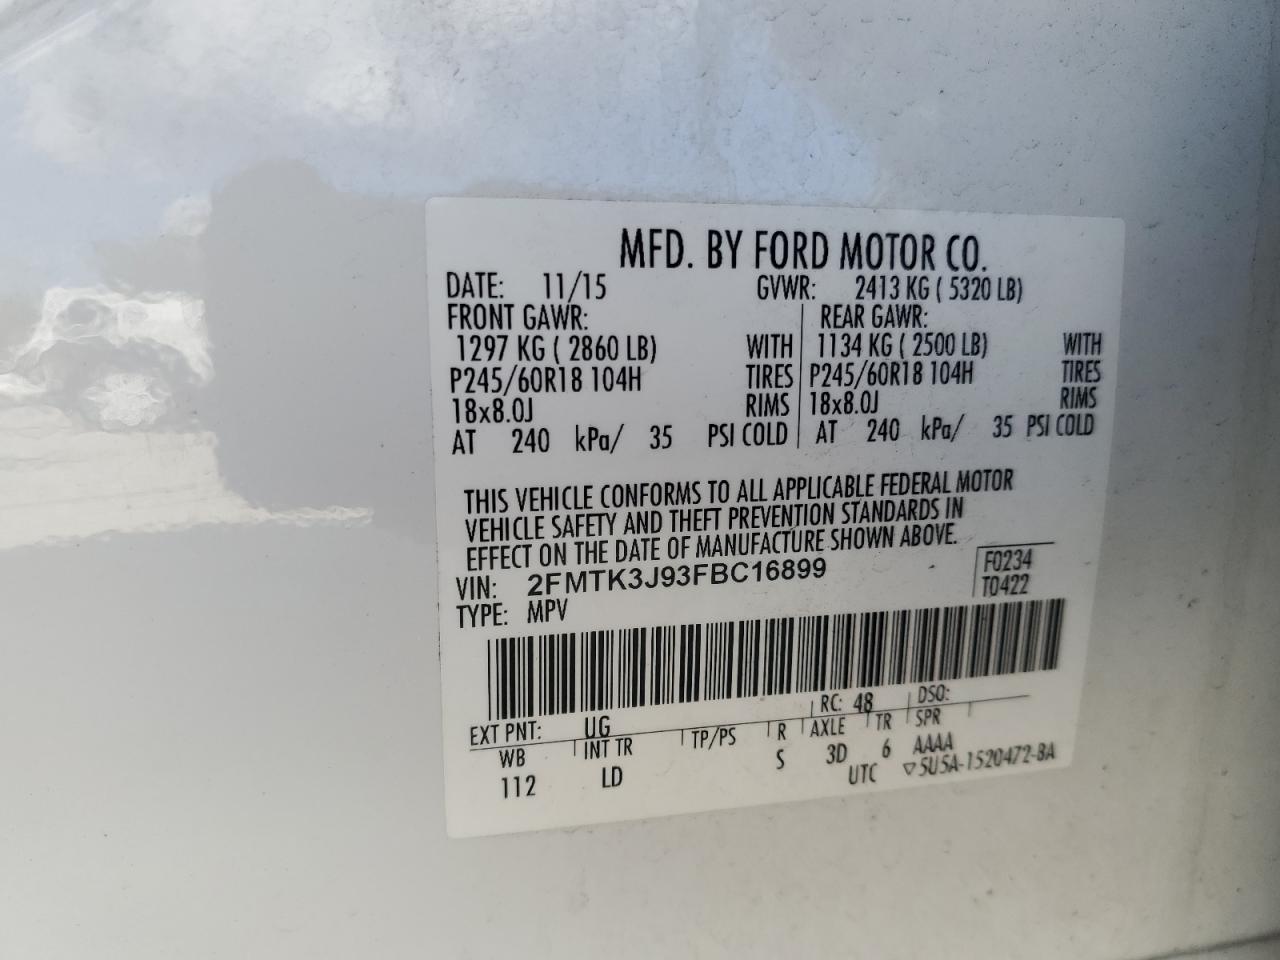 MFD. BY FORD MOTOR CO.
DATE: 11/15 GVWR: 2413 KG ( 5320 LB)
FRONT GAWR: REAR GAWR:
1297 KG ( 2860 LB) WITH 1134 KG ( 2500 LB) WITH
P245/60R18 104H TIRES P245/60R18 104H TIRES
18x8.0J RIMS 18x8.0J RIMS
AT 240 kPa/ 35 PSI COLD AT 240 kPa/ 35 PSI COLD
THIS VEHICLE CONFORMS TO ALL APPLICABLE FEDERAL MOTOR
VEHICLE SAFETY AND THEFT PREVENTION STANDARDS IN
EFFECT ON THE DATE OF MANUFACTURE SHOWN ABOVE.
VIN: 2FMTK3J93FBC16899 F0234
TYPE: MPV T0422
EXT PNT: UG RC: 48 DSO:
WB INT TR TP/PS R AXLE TR SPR
112 LD S 3D 6 AAAA
UTC ▽5U5A-1520472-BA